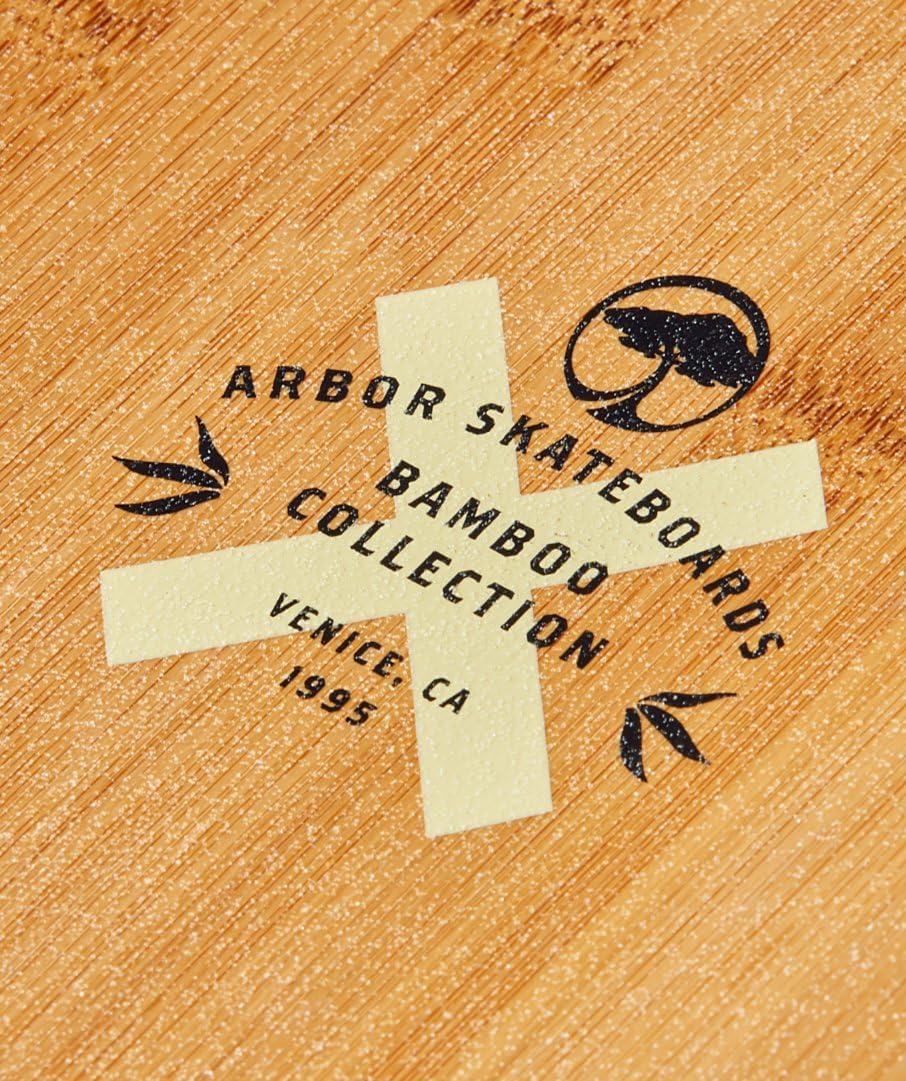 ARBOR SKATEBOARDS
BAMBOO
COLLECTION
VENICE, CA
1995